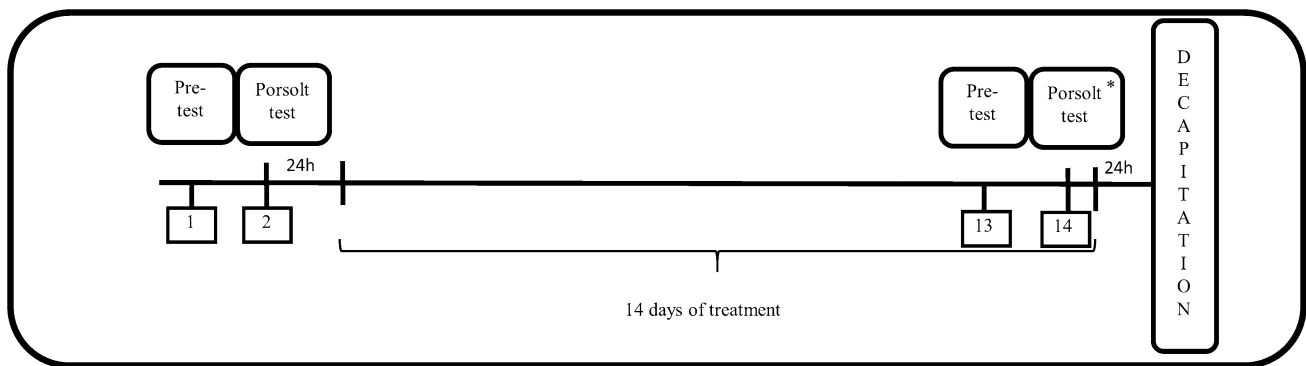 Pre-
test
Porsolt
test
24h
1
2
Pre-
test
Porsolt *
test
24h
13
14
14 days of treatment
D
E
C
A
P
I
T
A
T
I
O
N